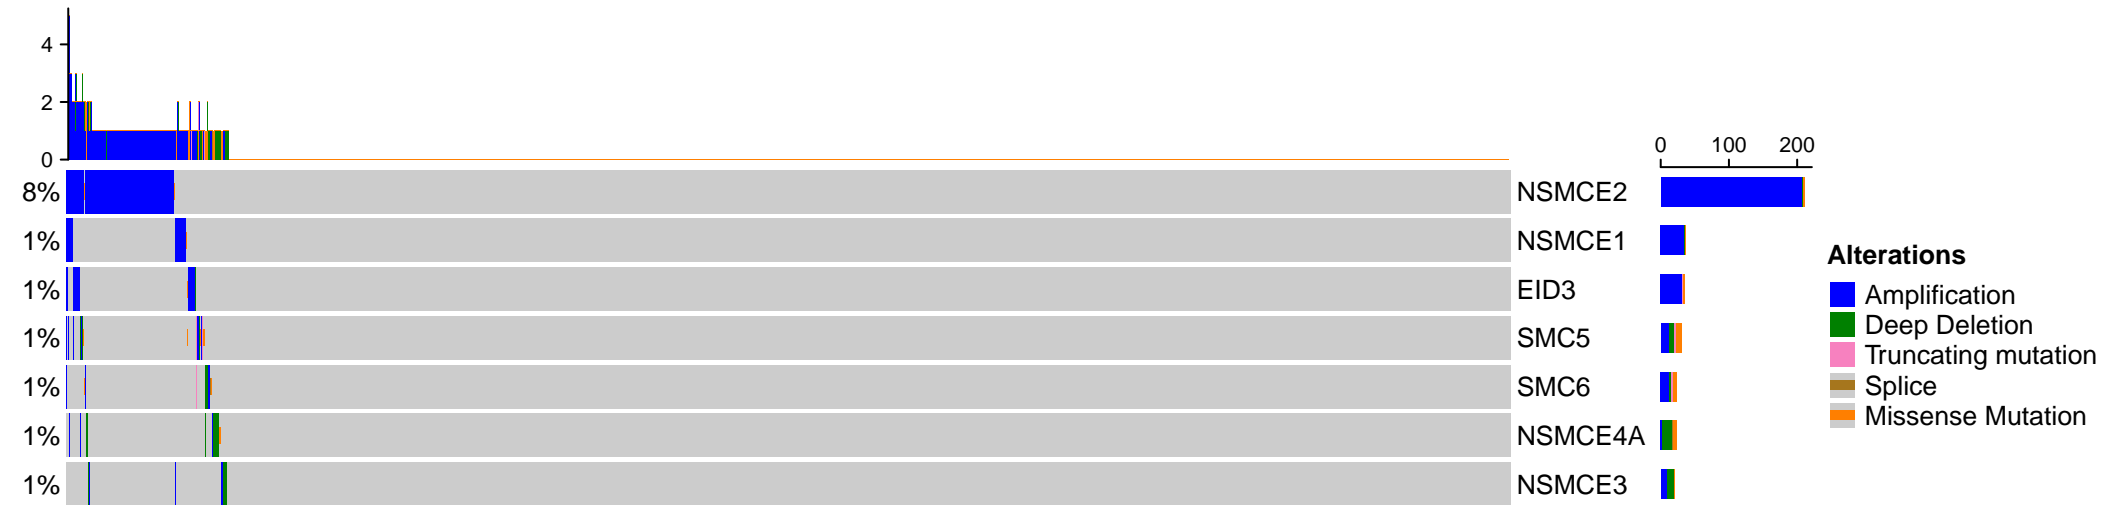 4
2
0
0 100 200
8% NSMCE2
1% NSMCE1
1% EID3
1% SMC5
1% SMC6
1% NSMCE4A
1% NSMCE3
Alterations
Amplification
Deep Deletion
Truncating mutation
Splice
Missense Mutation